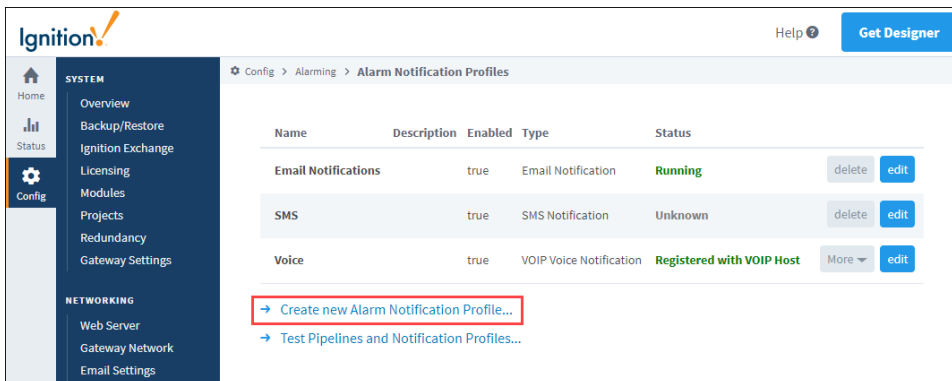 Ignition!
Help ?
Get Designer
Home
Status
Config
SYSTEM
Overview
Backup/Restore
Ignition Exchange
Licensing
Modules
Projects
Redundancy
Gateway Settings
NETWORKING
Web Server
Gateway Network
Email Settings
Config > Alarming > Alarm Notification Profiles
Name Description Enabled Type Status
Email Notifications true Email Notification Running delete edit
SMS true SMS Notification Unknown delete edit
Voice true VOIP Voice Notification Registered with VOIP Host More edit
→ Create new Alarm Notification Profile...
→ Test Pipelines and Notification Profiles...